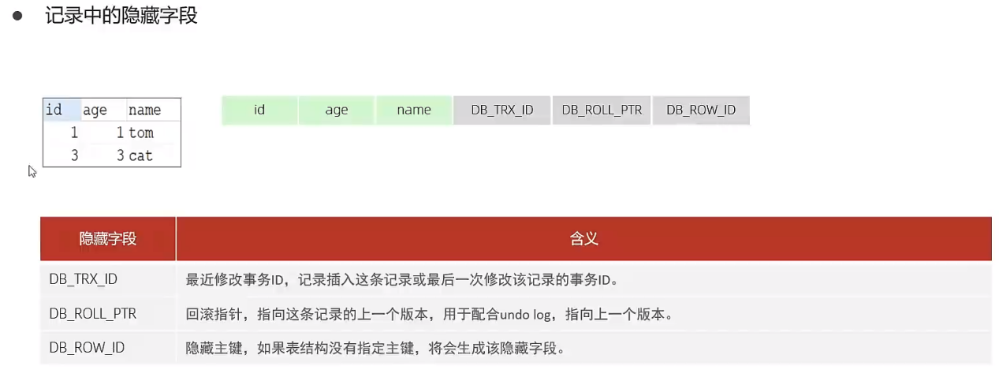 ● 记录中的隐藏字段
id age name
1 1 tom
3 3 cat
id age name DB_TRX_ID DB_ROLL_PTR DB_ROW_ID
隐藏字段 含义
DB_TRX_ID 最近修改事务ID，记录插入这条记录或最后一次修改该记录的事务ID。
DB_ROLL_PTR 回滚指针，指向这条记录的上一个版本，用于配合undo log，指向上一个版本。
DB_ROW_ID 隐藏主键，如果表结构没有指定主键，将会生成该隐藏字段。